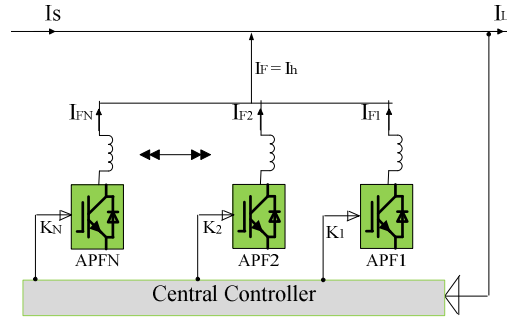 Is
IL
IF = Ih
IFN
IF2
IF1
KN
K2
K1
APFN
APF2
APF1
Central Controller